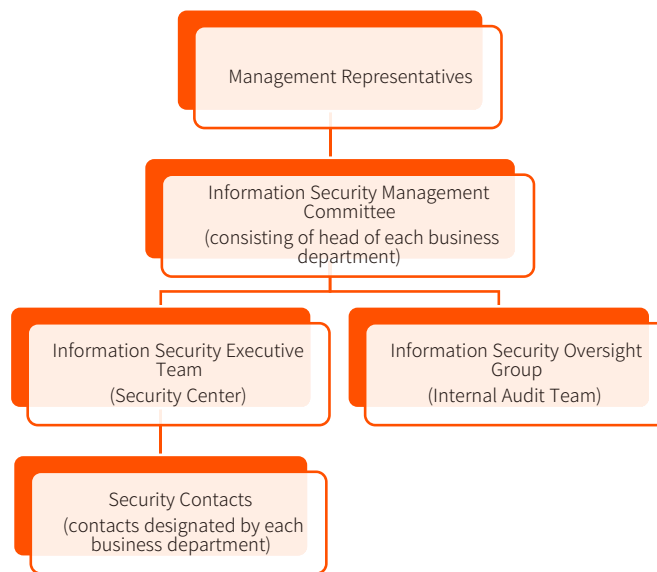 Management Representatives
Information Security Management
Committee
(consisting of head of each business
department)
Information Security Executive
Team
(Security Center)
Information Security Oversight
Group
(Internal Audit Team)
Security Contacts
(contacts designated by each
business department)